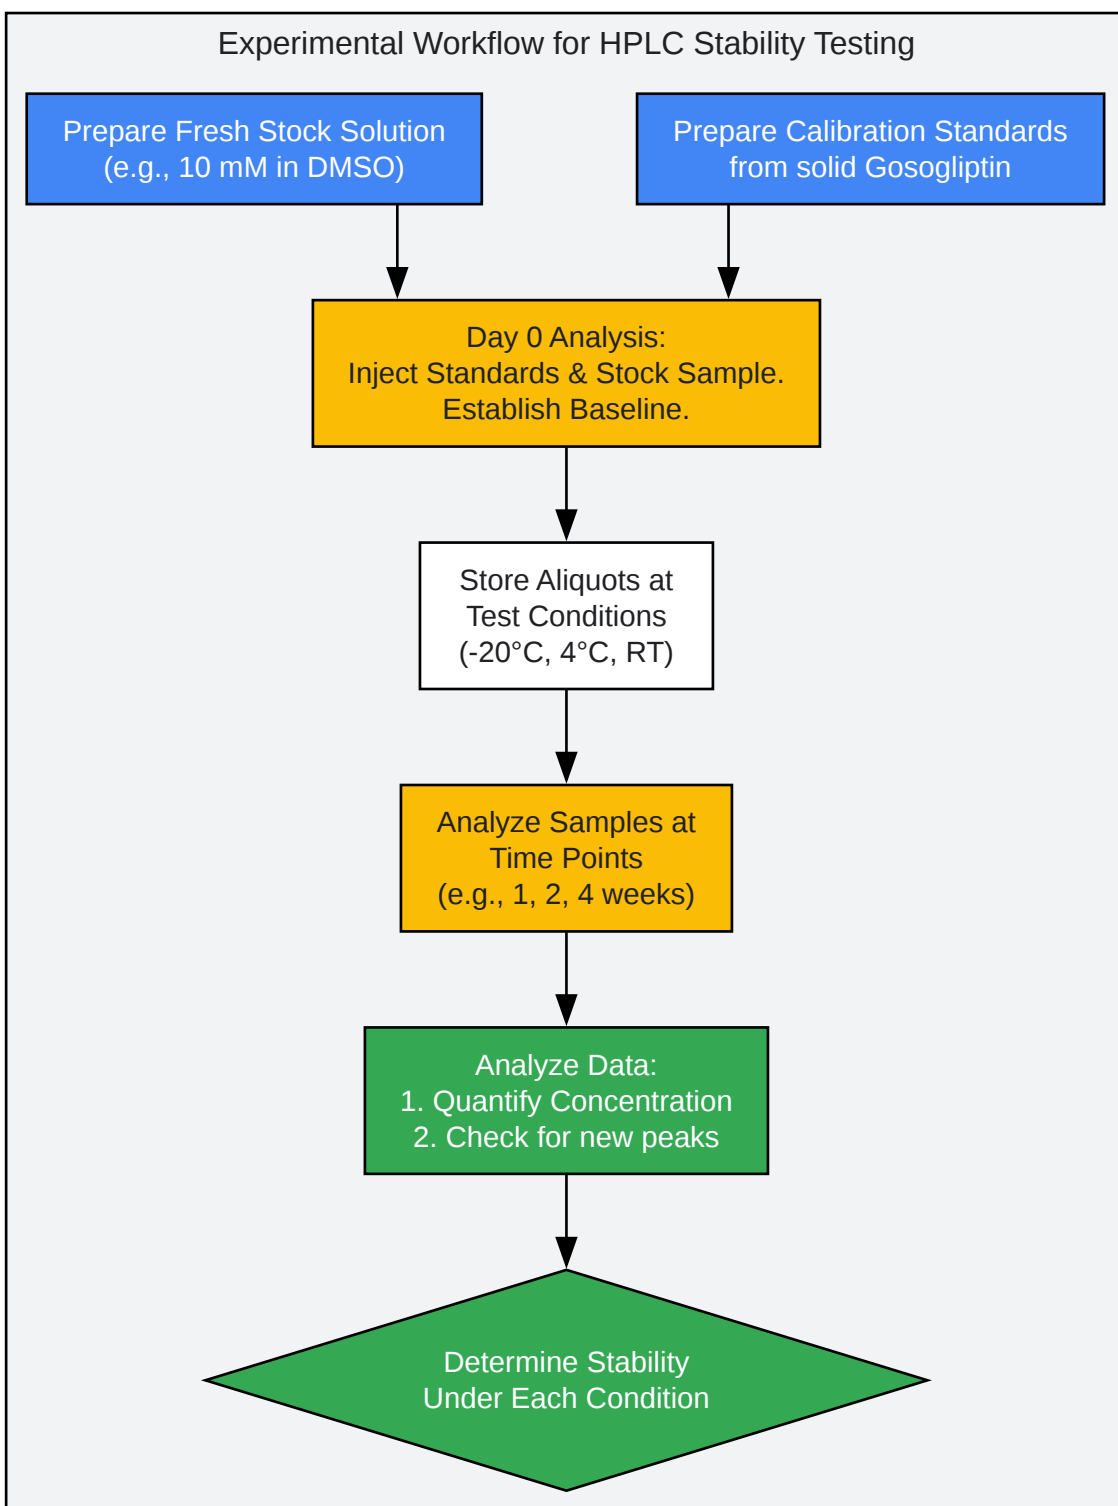 Experimental Workflow for HPLC Stability Testing
Prepare Fresh Stock Solution
(e.g., 10 mM in DMSO)
Prepare Calibration Standards
from solid Gosogliptin
Day 0 Analysis:
Inject Standards & Stock Sample.
Establish Baseline.
Store Aliquots at
Test Conditions
(-20°C, 4°C, RT)
Analyze Samples at
Time Points
(e.g., 1, 2, 4 weeks)
Analyze Data:
1. Quantify Concentration
2. Check for new peaks
Determine Stability
Under Each Condition